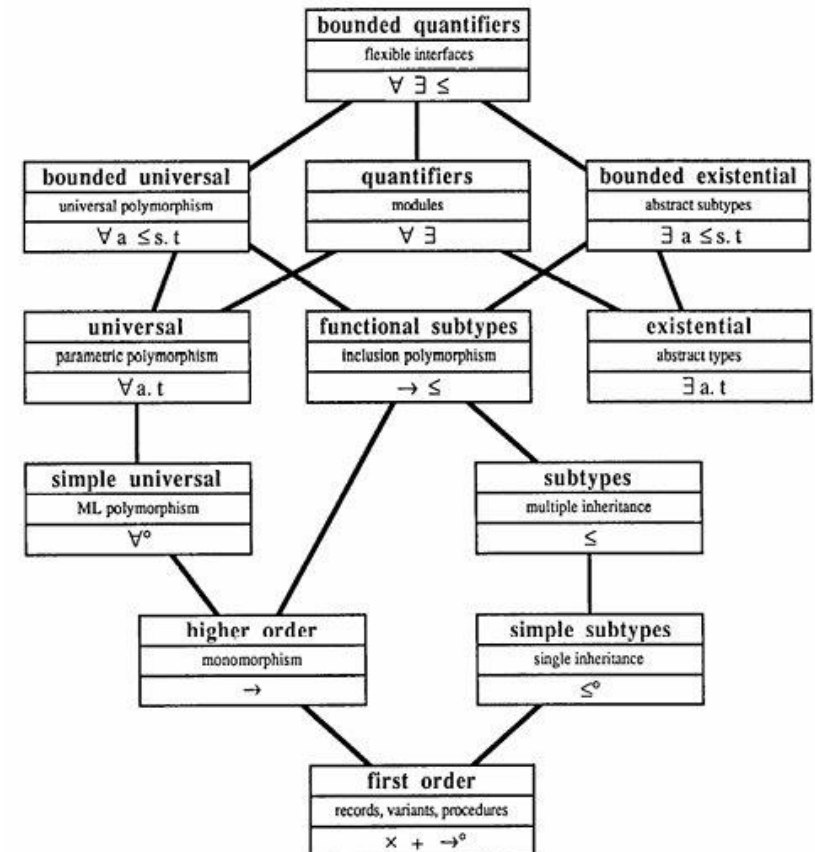 bounded quantifiers
flexible interfaces
∀ ∃ ≤
bounded universal
universal polymorphism
∀ a ≤ s. t
quantifiers
modules
∀ ∃
bounded existential
abstract subtypes
∃ a ≤ s. t
universal
parametric polymorphism
∀ a. t
functional subtypes
inclusion polymorphism
→ ≤
existential
abstract types
∃ a. t
simple universal
ML polymorphism
∀°
subtypes
multiple inheritance
≤
higher order
monomorphism
→
simple subtypes
single inheritance
≤°
first order
records, variants, procedures
× + →°